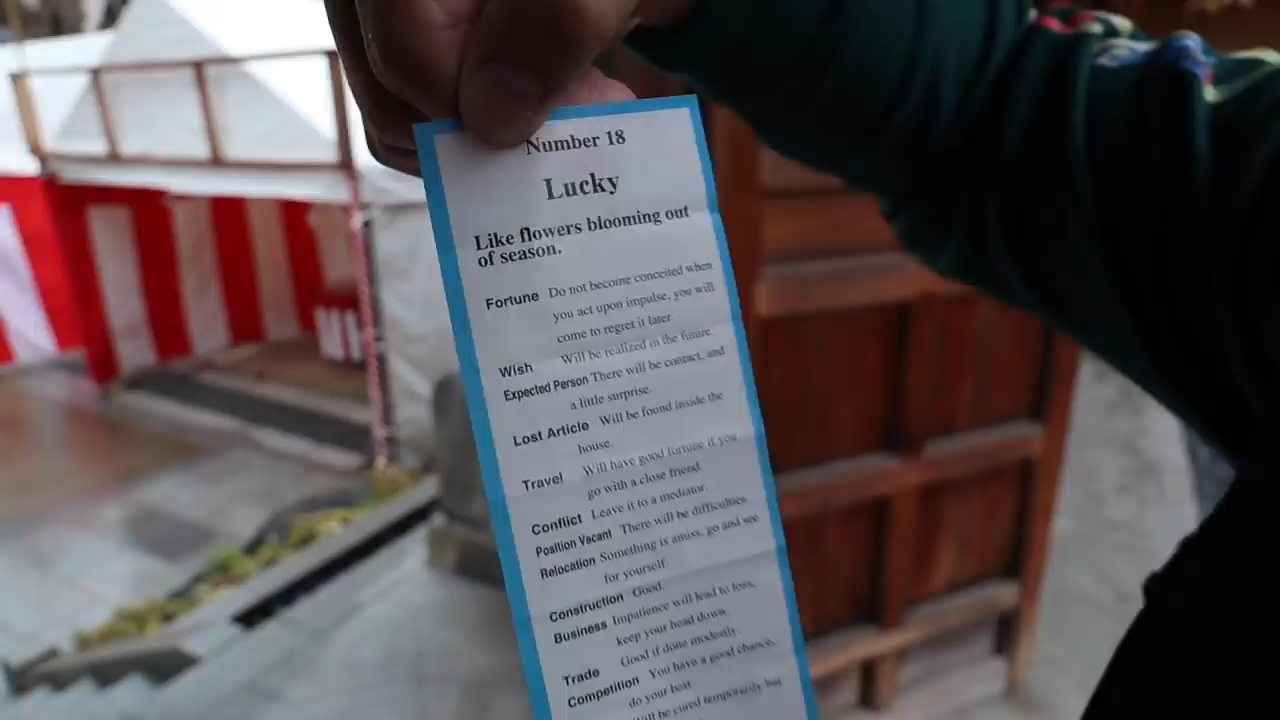 Number 18
Lucky
Like flowers blooming out
of season.
Fortune Do not become conceited when
you act upon impulse, you will
come to regret it later.
Wish Will be realized in the future.
Expected Person There will be contact, and
a little surprise.
Lost Article Will be found inside the
house.
Travel Will have good fortune if you
go with a close friend.
Conflict Leave it to a mediator.
Position Vacant There will be difficulties.
Relocation Something is amiss, go and see
for yourself.
Construction Good.
Business Impatience will lead to loss,
keep your head down.
Trade Good if done modestly.
Competition You have a good chance,
do your best.
Will be cured temporarily but